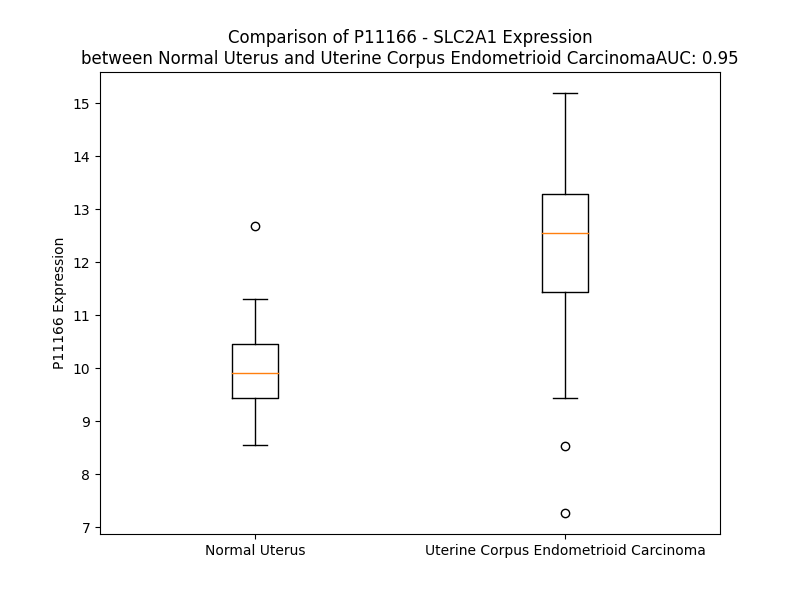 Comparison of P11166 - SLC2A1 Expression
between Normal Uterus and Uterine Corpus Endometrioid CarcinomaAUC: 0.95
15
14
13
12
11
10
9
8
7
P11166 Expression
Normal Uterus
Uterine Corpus Endometrioid Carcinoma